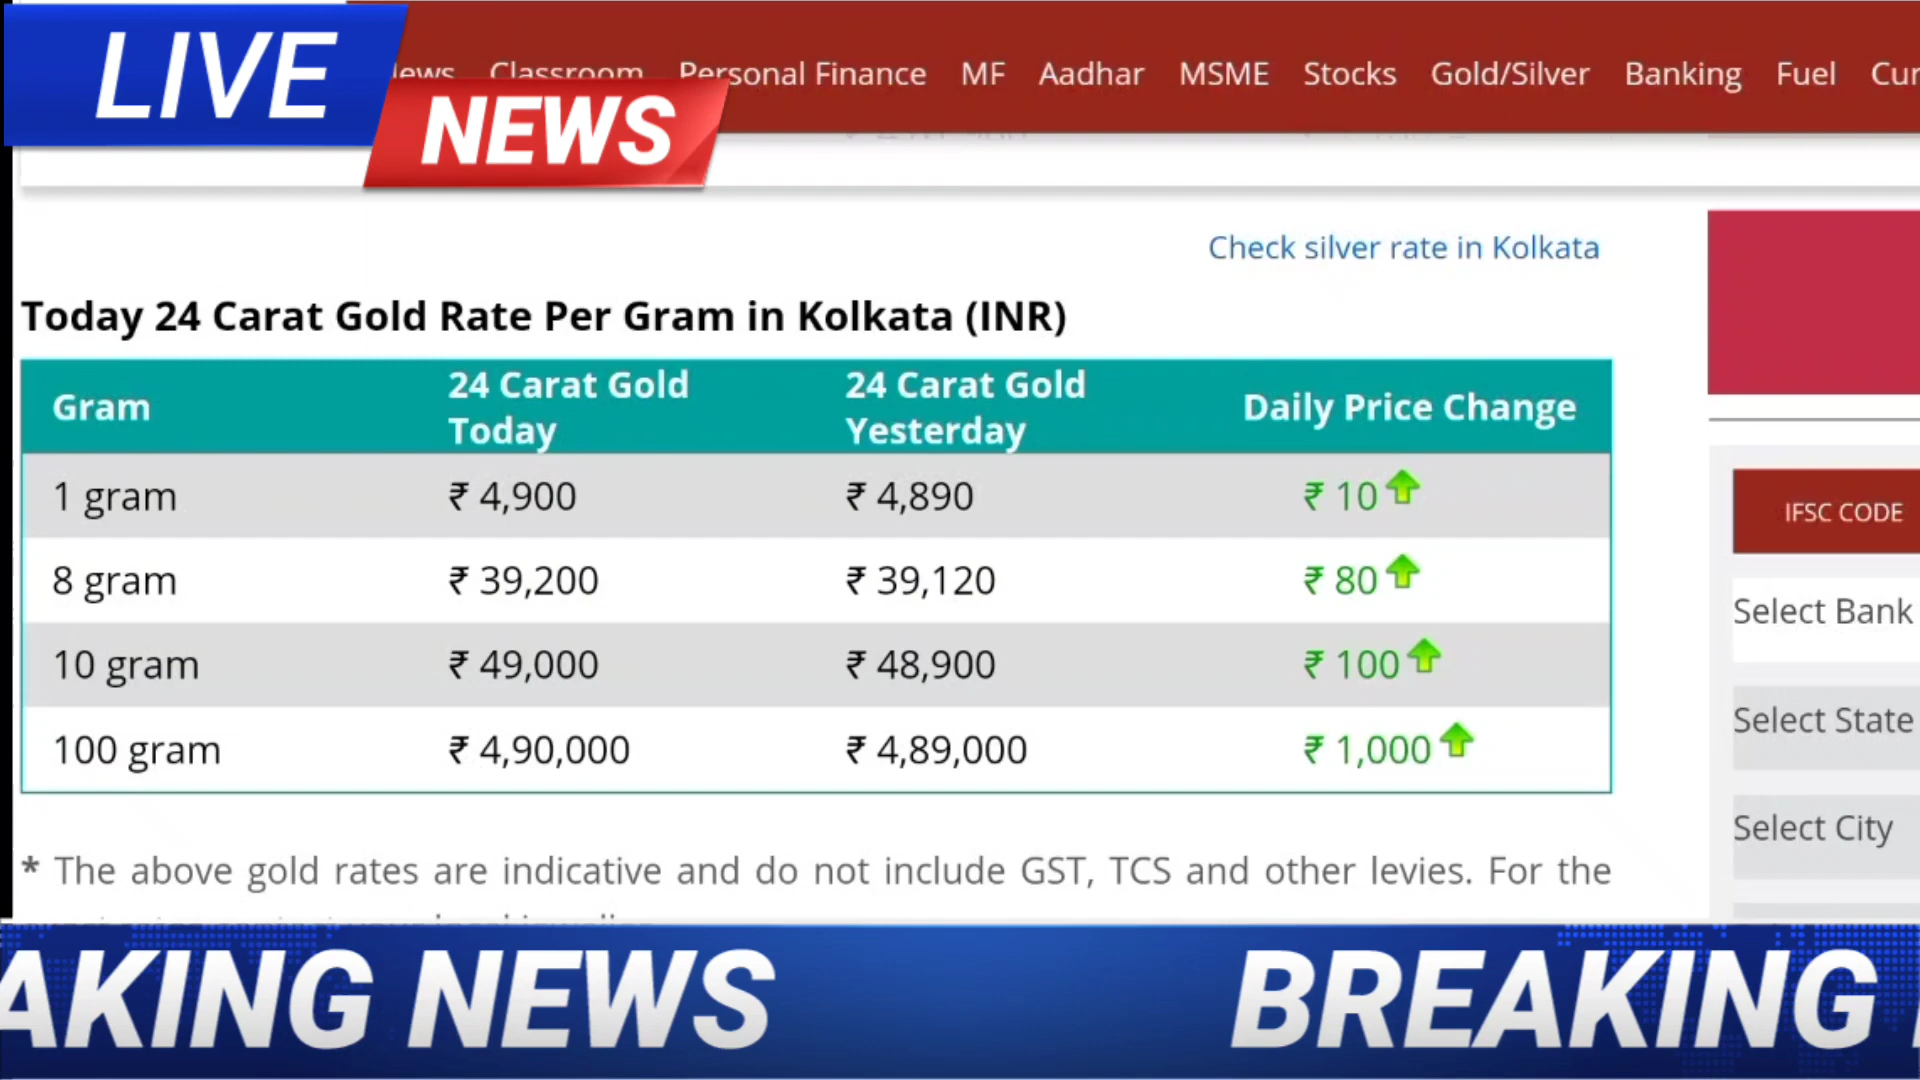 LIVE
NEWS
News Classroom Personal Finance MF Aadhar MSME Stocks Gold/Silver Banking Fuel
Check silver rate in Kolkata
Today 24 Carat Gold Rate Per Gram in Kolkata (INR)
Gram 24 Carat Gold Today 24 Carat Gold Yesterday Daily Price Change
1 gram ₹ 4,900 ₹ 4,890 ₹ 10
8 gram ₹ 39,200 ₹ 39,120 ₹ 80
10 gram ₹ 49,000 ₹ 48,900 ₹ 100
100 gram ₹ 4,90,000 ₹ 4,89,000 ₹ 1,000
* The above gold rates are indicative and do not include GST, TCS and other levies. For the
IFSC CODE
Select Bank
Select State
Select City
AKING NEWS BREAKING